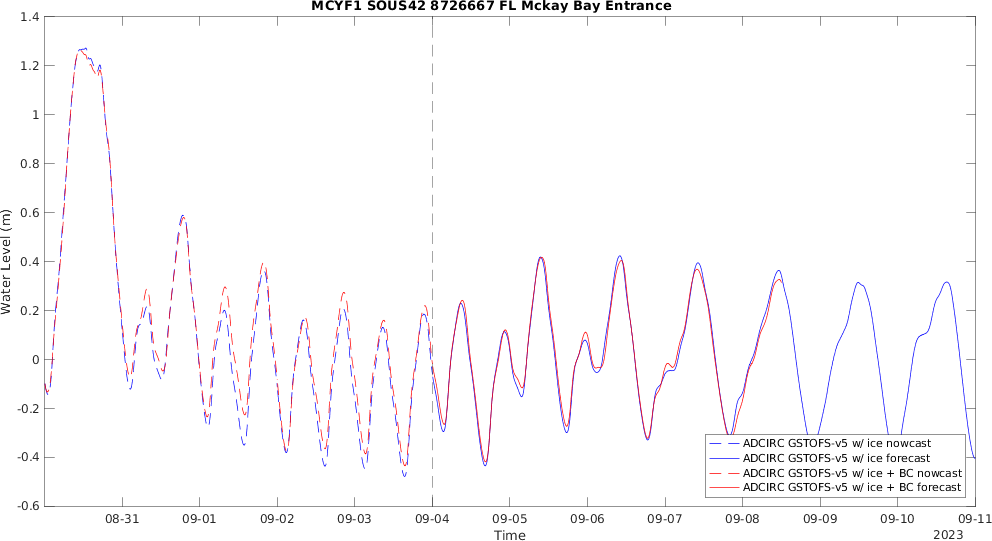 MCYF1 SOUS42 8726667 FL Mckay Bay Entrance
Water Level (m)
1.4
1.2
1
0.8
0.6
0.4
0.2
0
-0.2
-0.4
-0.6
ADCIRC GSTOFS-v5 w/ ice nowcast
ADCIRC GSTOFS-v5 w/ ice forecast
ADCIRC GSTOFS-v5 w/ ice + BC nowcast
ADCIRC GSTOFS-v5 w/ ice + BC forecast
08-31 09-01 09-02 09-03 09-04 09-05 09-06 09-07 09-08 09-09 09-10 09-11
Time
2023